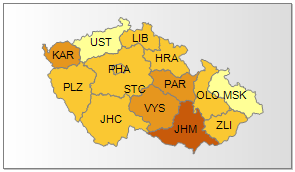 LIB
UST
KAR
HRA
PHA
PLZ
STC
PAR
OLO
MSK
VYS
JHC
JHM
ZLI